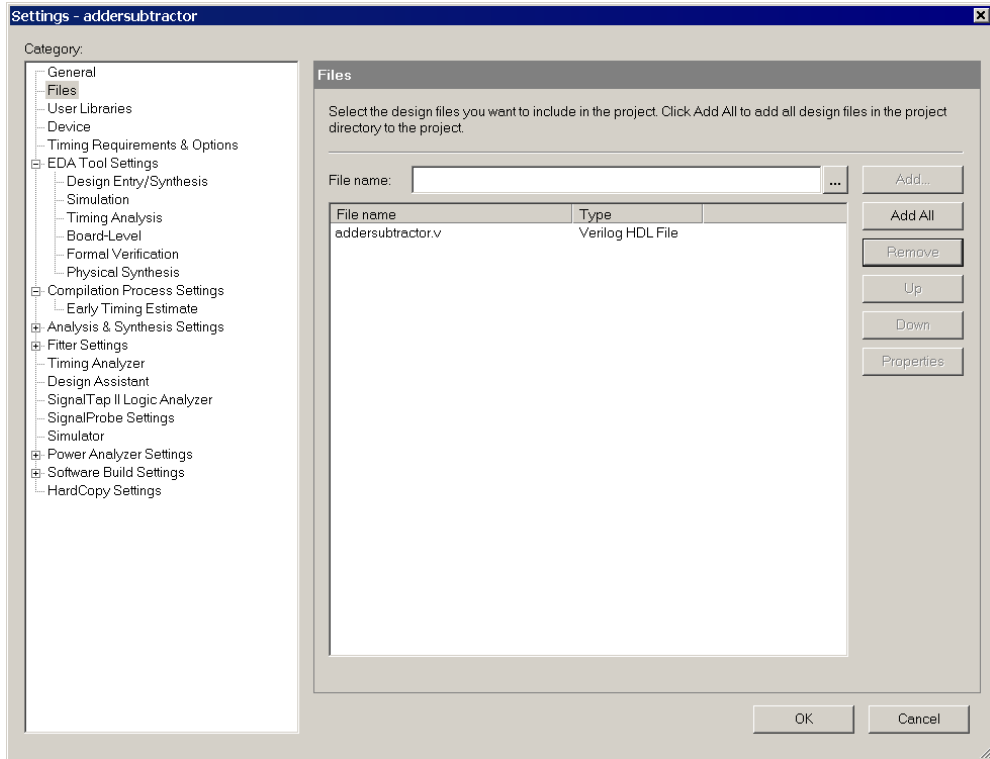 Settings - addersubtractor
Category:
General
Files
User Libraries
Device
Timing Requirements & Options
EDA Tool Settings
Design Entry/Synthesis
Simulation
Timing Analysis
Board-Level
Formal Verification
Physical Synthesis
Compilation Process Settings
Early Timing Estimate
Analysis & Synthesis Settings
Fitter Settings
Timing Analyzer
Design Assistant
SignalTap II Logic Analyzer
SignalProbe Settings
Simulator
Power Analyzer Settings
Software Build Settings
HardCopy Settings
Files
Select the design files you want to include in the project. Click Add All to add all design files in the project
directory to the project.
File name:
...
Add...
File name Type
addersubtractor.v Verilog HDL File
Add All
Remove
Up
Down
Properties
OK Cancel